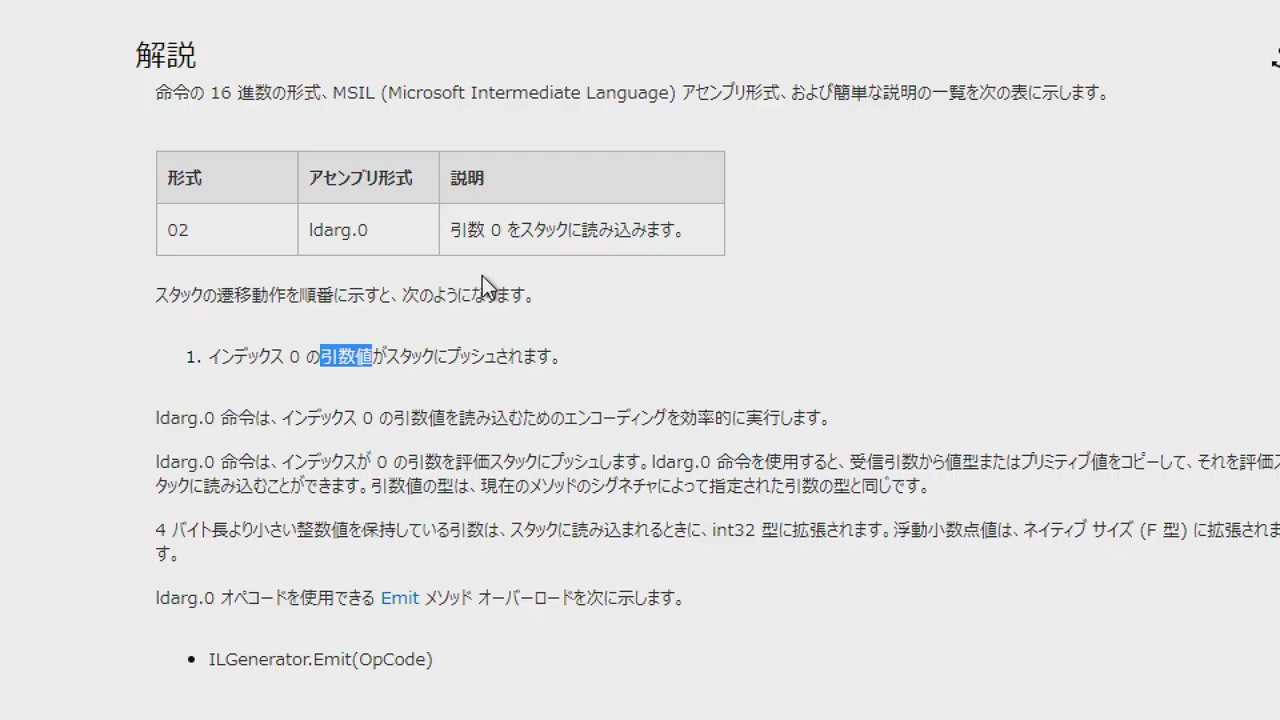 解説
命令の 16 進数の形式、MSIL (Microsoft Intermediate Language) アセンブリ形式、および簡単な説明の一覧を次の表に示します。
形式 アセンブリ形式 説明
02 ldarg.0 引数 0 をスタックに読み込みます。
スタックの遷移動作を順番に示すと、次のようになります。
1. インデックス 0 の引数値がスタックにプッシュされます。
ldarg.0 命令は、インデックス 0 の引数値を読み込むためのエンコーディングを効率的に実行します。
ldarg.0 命令は、インデックスが 0 の引数を評価スタックにプッシュします。ldarg.0 命令を使用すると、受信引数から値型またはプリミティブ値をコピーして、それを評価ス
タックに読み込むことができます。引数値の型は、現在のメソッドのシグネチャによって指定された引数の型と同じです。
4 バイト長より小さい整数値を保持している引数は、スタックに読み込まれるときに、int32 型に拡張されます。浮動小数点値は、ネイティブ サイズ (F 型) に拡張されま
す。
ldarg.0 オペコードを使用できる Emit メソッド オーバーロードを次に示します。
• ILGenerator.Emit(OpCode)